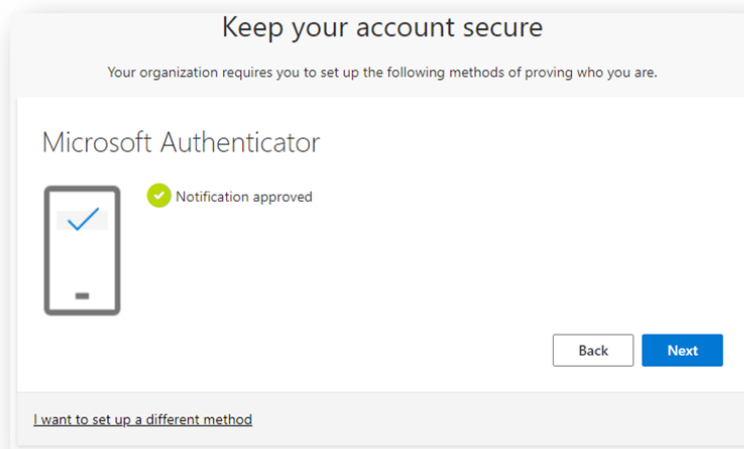 Keep your account secure
Your organization requires you to set up the following methods of proving who you are.
Microsoft Authenticator
Notification approved
Back
Next
I want to set up a different method